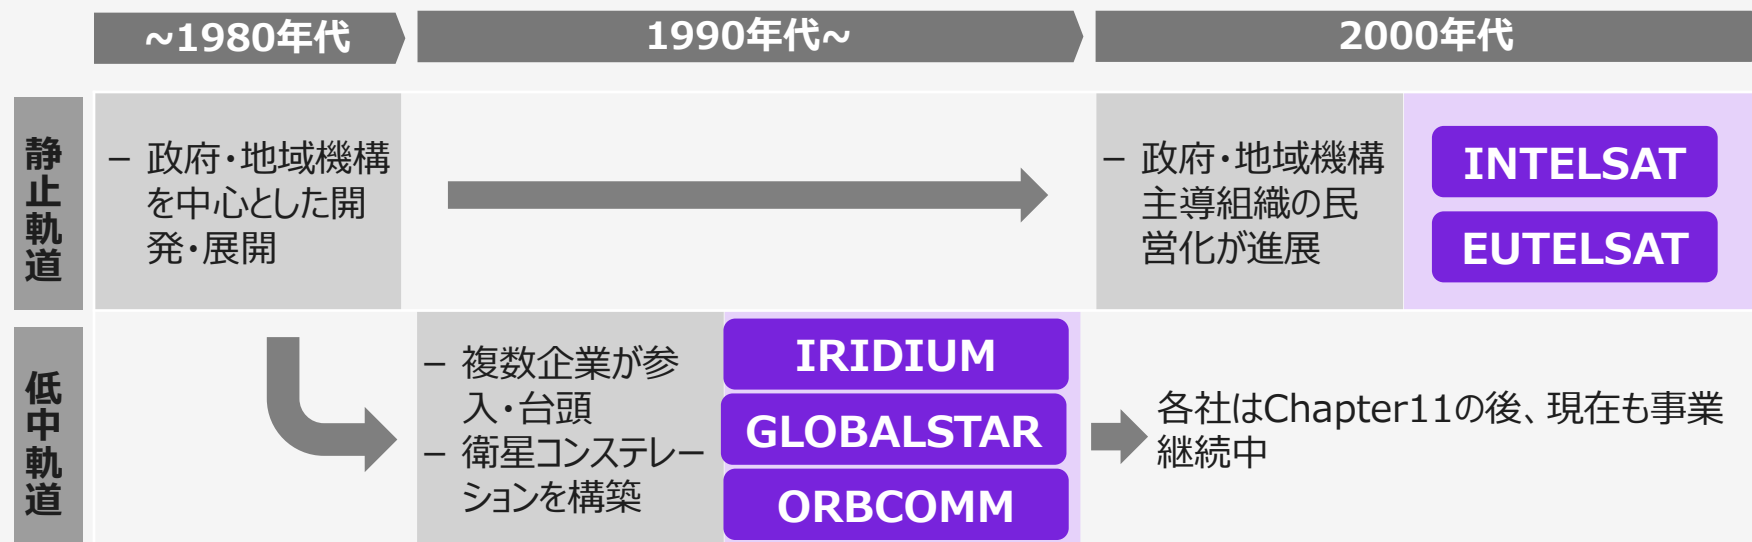 ~1980年代
1990年代~
2000年代
静止軌道
− 政府・地域機構
を中心とした開
発・展開
− 政府・地域機構
主導組織の民
営化が進展
INTELSAT
EUTELSAT
低中軌道
− 複数企業が参
入・台頭
− 衛星コンステレー
ションを構築
IRIDIUM
GLOBALSTAR
ORBCOMM
各社はChapter11の後、現在も事業
継続中